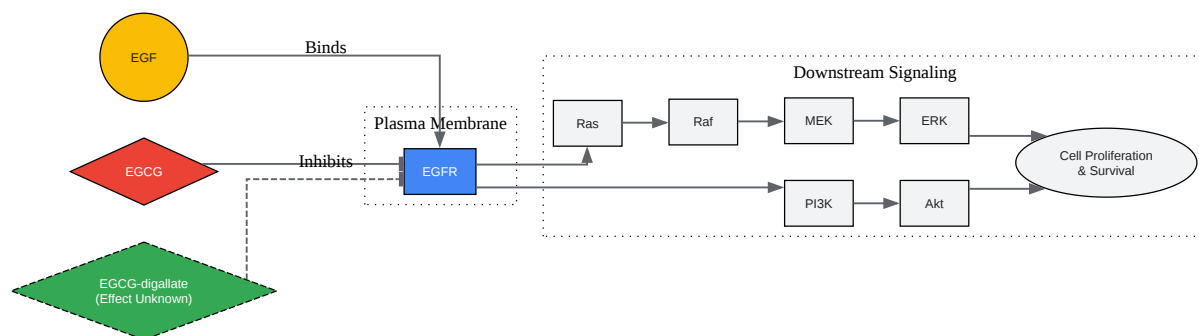 EGF
Binds
Downstream Signaling
Ras
Raf
MEK
ERK
Plasma Membrane
EGCG
Inhibits
EGFR
Cell Proliferation
& Survival
PI3K
Akt
EGCG-digallate
(Effect Unknown)